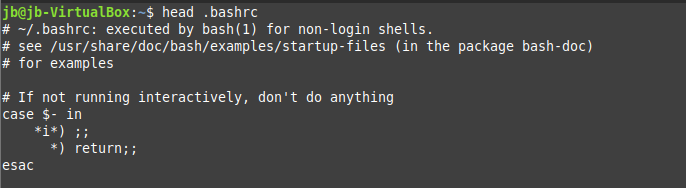 jb@jb-VirtualBox:~$ head .bashrc
# ~/.bashrc: executed by bash(1) for non-login shells.
# see /usr/share/doc/bash/examples/startup-files (in the package bash-doc)
# for examples

# If not running interactively, don't do anything
case $- in
    *i*) ;;
      *) return;;
esac